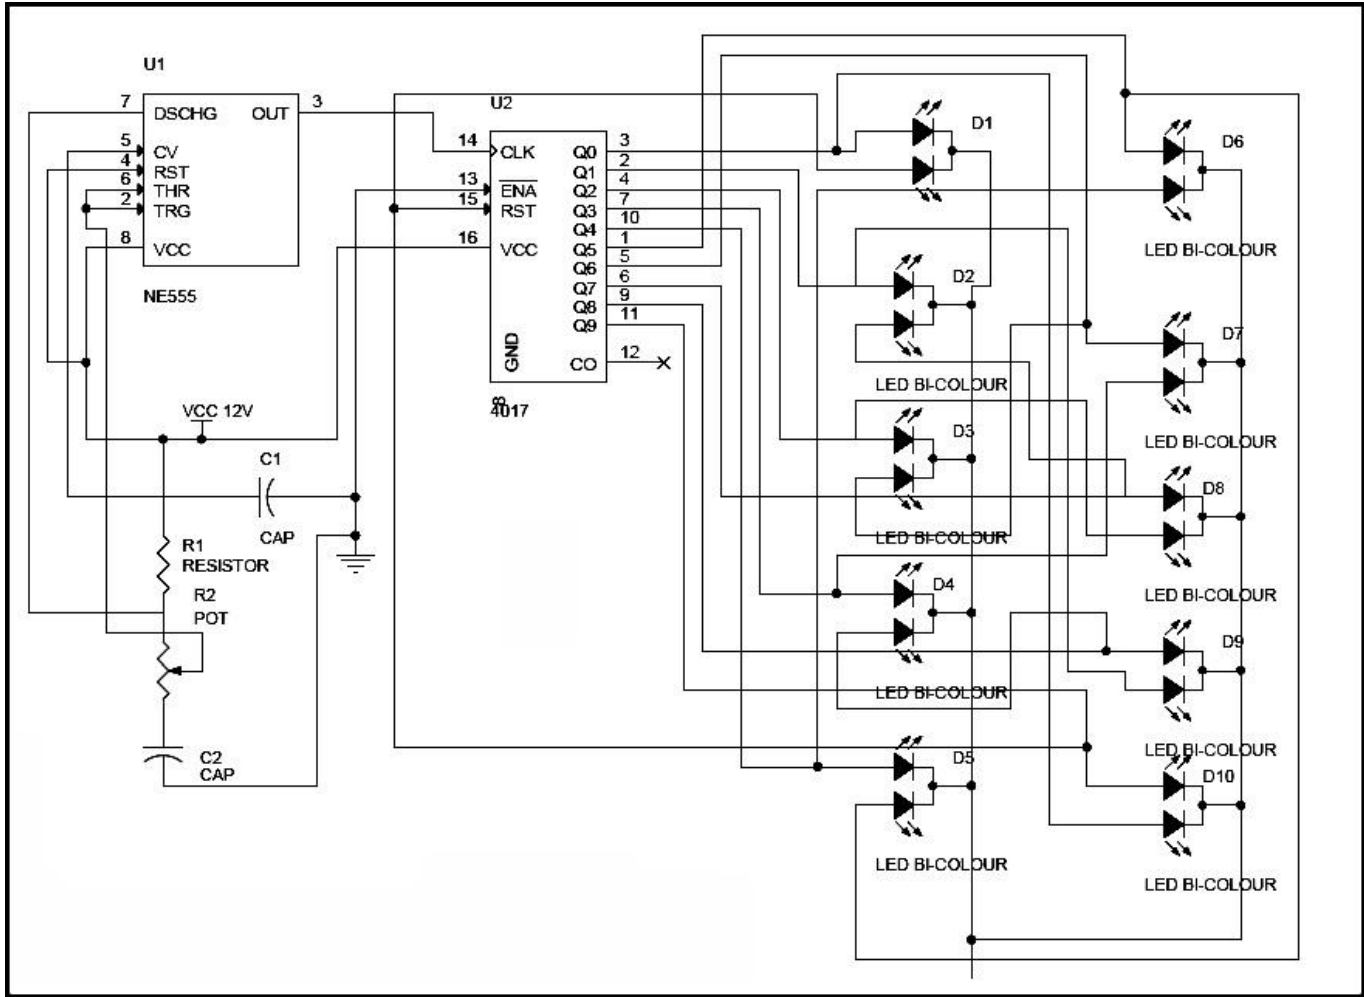 U1
7 DSCHG OUT 3
5 CV
4 RST
6 THR
2 TRG
8 VCC
NE555
U2
14 CLK Q0 3
Q1 2
13 ENA Q2 4
15 RST Q3 7
Q4 10
16 VCC Q5 1
Q6 5
Q7 6
Q8 9
Q9 11
GND CO 12
8
4017
VCC 12V
C1
CAP
R1
RESISTOR
R2
POT
C2
CAP
D1
D2
LED BI-COLOUR
D3
LED BI-COLOUR
D4
LED BI-COLOUR
D5
LED BI-COLOUR
D6
LED BI-COLOUR
D7
LED BI-COLOUR
D8
LED BI-COLOUR
D9
LED BI-COLOUR
D10
LED BI-COLOUR